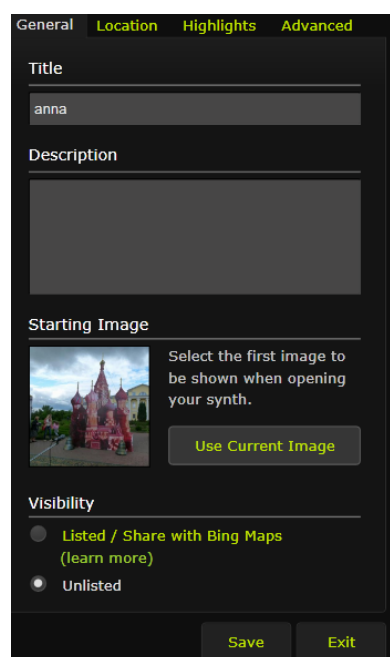 General Location Highlights Advanced
Title
anna
Description
Starting Image
Select the first image to
be shown when opening
your synth.
Use Current Image
Visibility
Listed / Share with Bing Maps
(learn more)
Unlisted
Save Exit